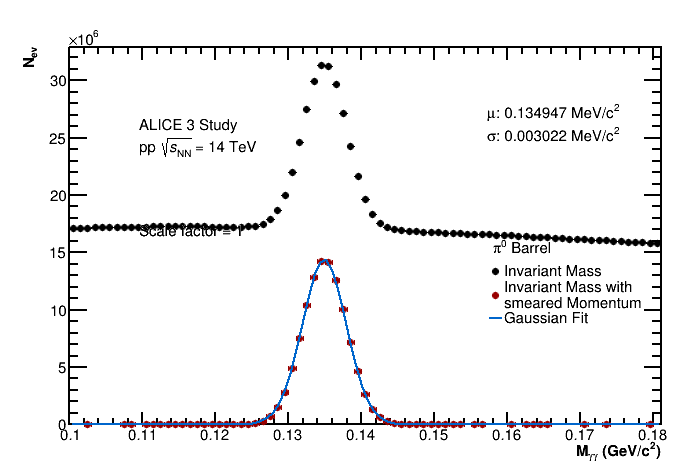 ×10⁶
N_ev
30
25
20
15
10
5
0
ALICE 3 Study
pp √s_NN = 14 TeV
μ: 0.134947 MeV/c²
σ: 0.003022 MeV/c²
Scale factor = 1
π⁰ Barrel
Invariant Mass
Invariant Mass with
smeared Momentum
Gaussian Fit
0.1 0.11 0.12 0.13 0.14 0.15 0.16 0.17 0.18
M_γγ (GeV/c²)